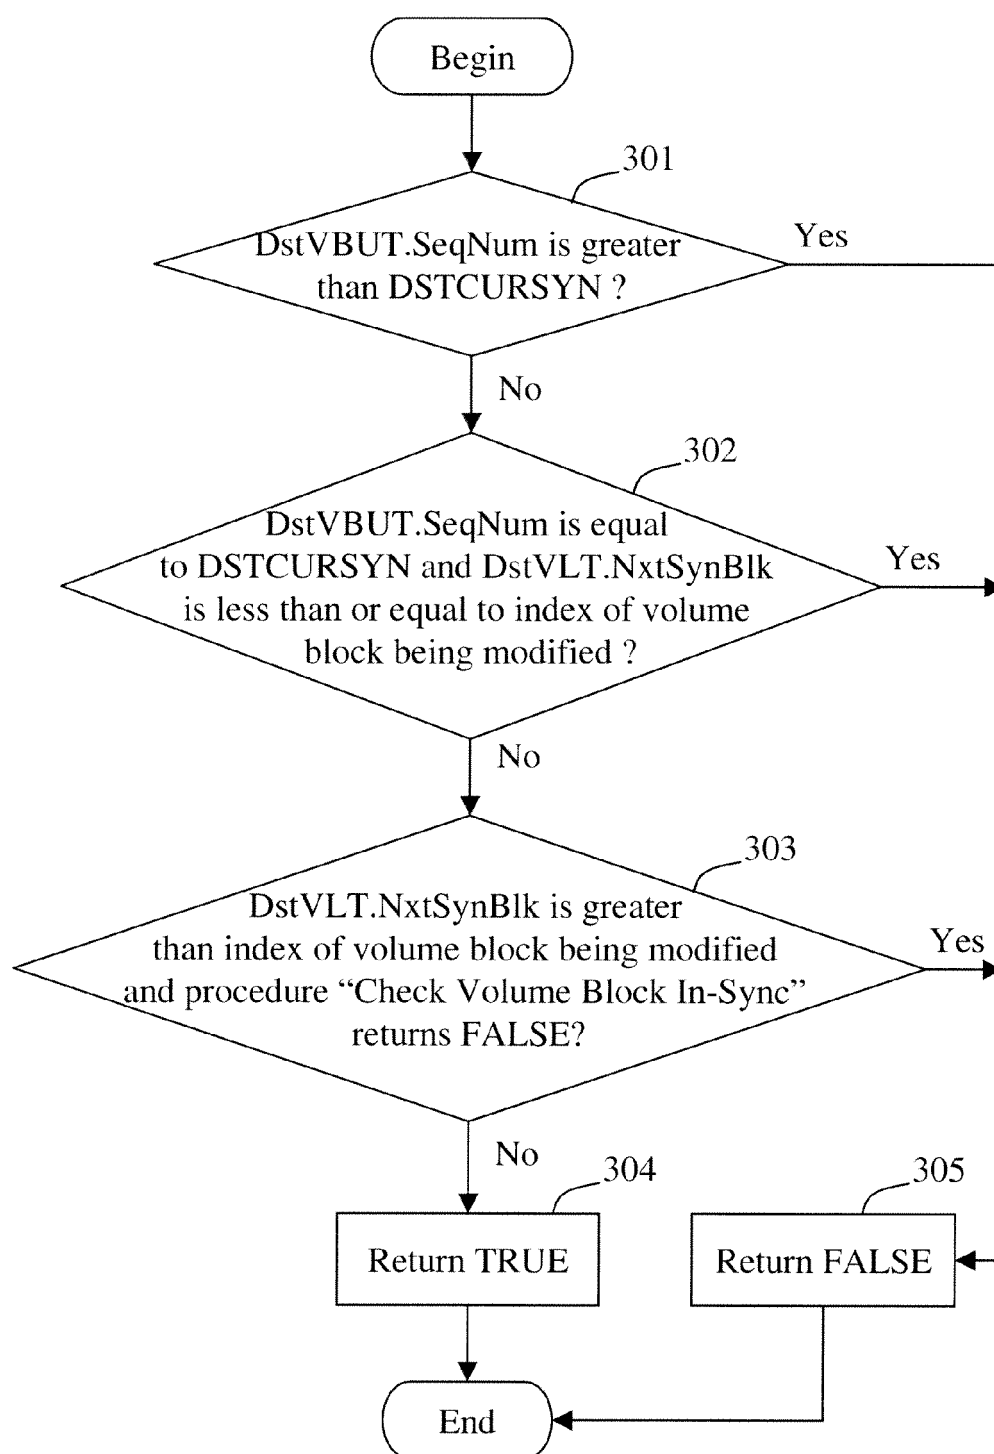 Begin
301
DstVBUT.SeqNum is greater
than DSTCURSYN ?
Yes
No
302
DstVBUT.SeqNum is equal
to DSTCURSYN and DstVLT.NxtSynBlk
is less than or equal to index of volume
block being modified ?
Yes
No
303
DstVLT.NxtSynBlk is greater
than index of volume block being modified
and procedure “Check Volume Block In-Sync”
returns FALSE?
Yes
No
304
305
Return TRUE
Return FALSE
End